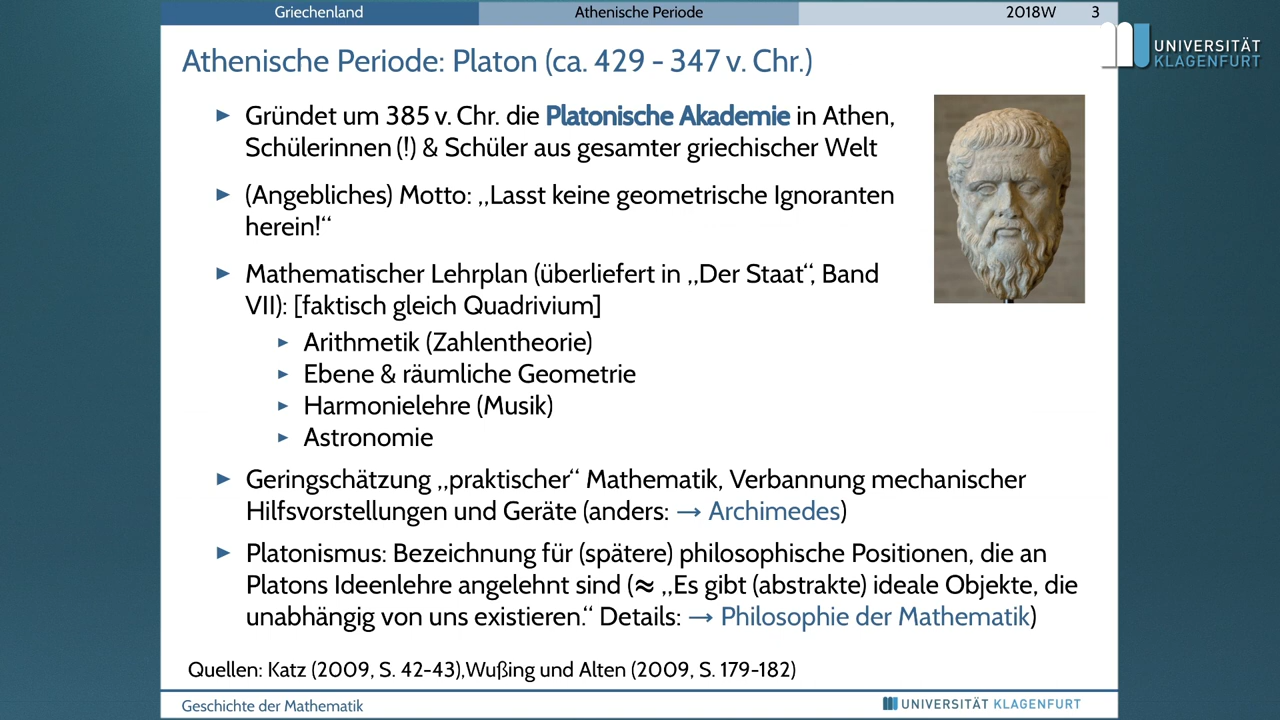 Griechenland Athenische Periode 2018W 3
UNIVERSITÄT
KLAGENFURT
Athenische Periode: Platon (ca. 429 - 347 v. Chr.)
► Gründet um 385 v. Chr. die Platonische Akademie in Athen,
Schülerinnen (!) & Schüler aus gesamter griechischer Welt
► (Angebliches) Motto: „Lasst keine geometrische Ignoranten
herein!“
► Mathematischer Lehrplan (überliefert in „Der Staat“, Band
VII): [faktisch gleich Quadrivium]
► Arithmetik (Zahlentheorie)
► Ebene & räumliche Geometrie
► Harmonielehre (Musik)
► Astronomie
► Geringschätzung „praktischer“ Mathematik, Verbannung mechanischer
Hilfsvorstellungen und Geräte (anders: → Archimedes)
► Platonismus: Bezeichnung für (spätere) philosophische Positionen, die an
Platons Ideenlehre angelehnt sind (≈ „Es gibt (abstrakte) ideale Objekte, die
unabhängig von uns existieren.“ Details: → Philosophie der Mathematik)
Quellen: Katz (2009, S. 42-43),Wußing und Alten (2009, S. 179-182)
Geschichte der Mathematik UNIVERSITÄT KLAGENFURT